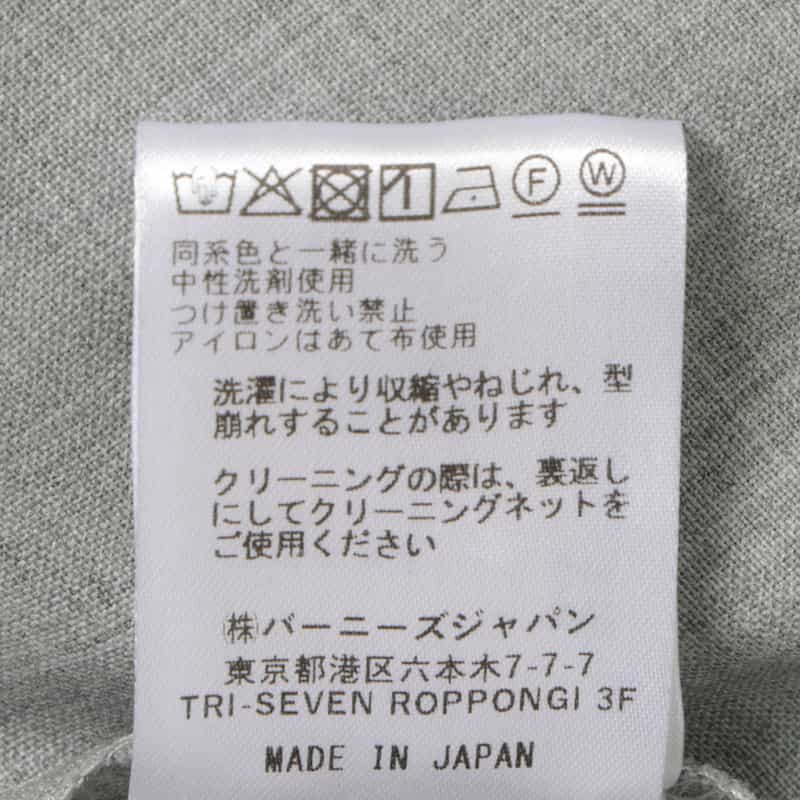 F W
同系色と一緒に洗う
中性洗剤使用
つけ置き洗い禁止
アイロンはあて布使用
洗濯により収縮やねじれ、型
崩れすることがあります
クリーニングの際は、裏返し
にしてクリーニングネットを
ご使用ください
㈱バーニーズジャパン
東京都港区六本木7-7-7
TRI-SEVEN ROPPONGI 3F
MADE IN JAPAN